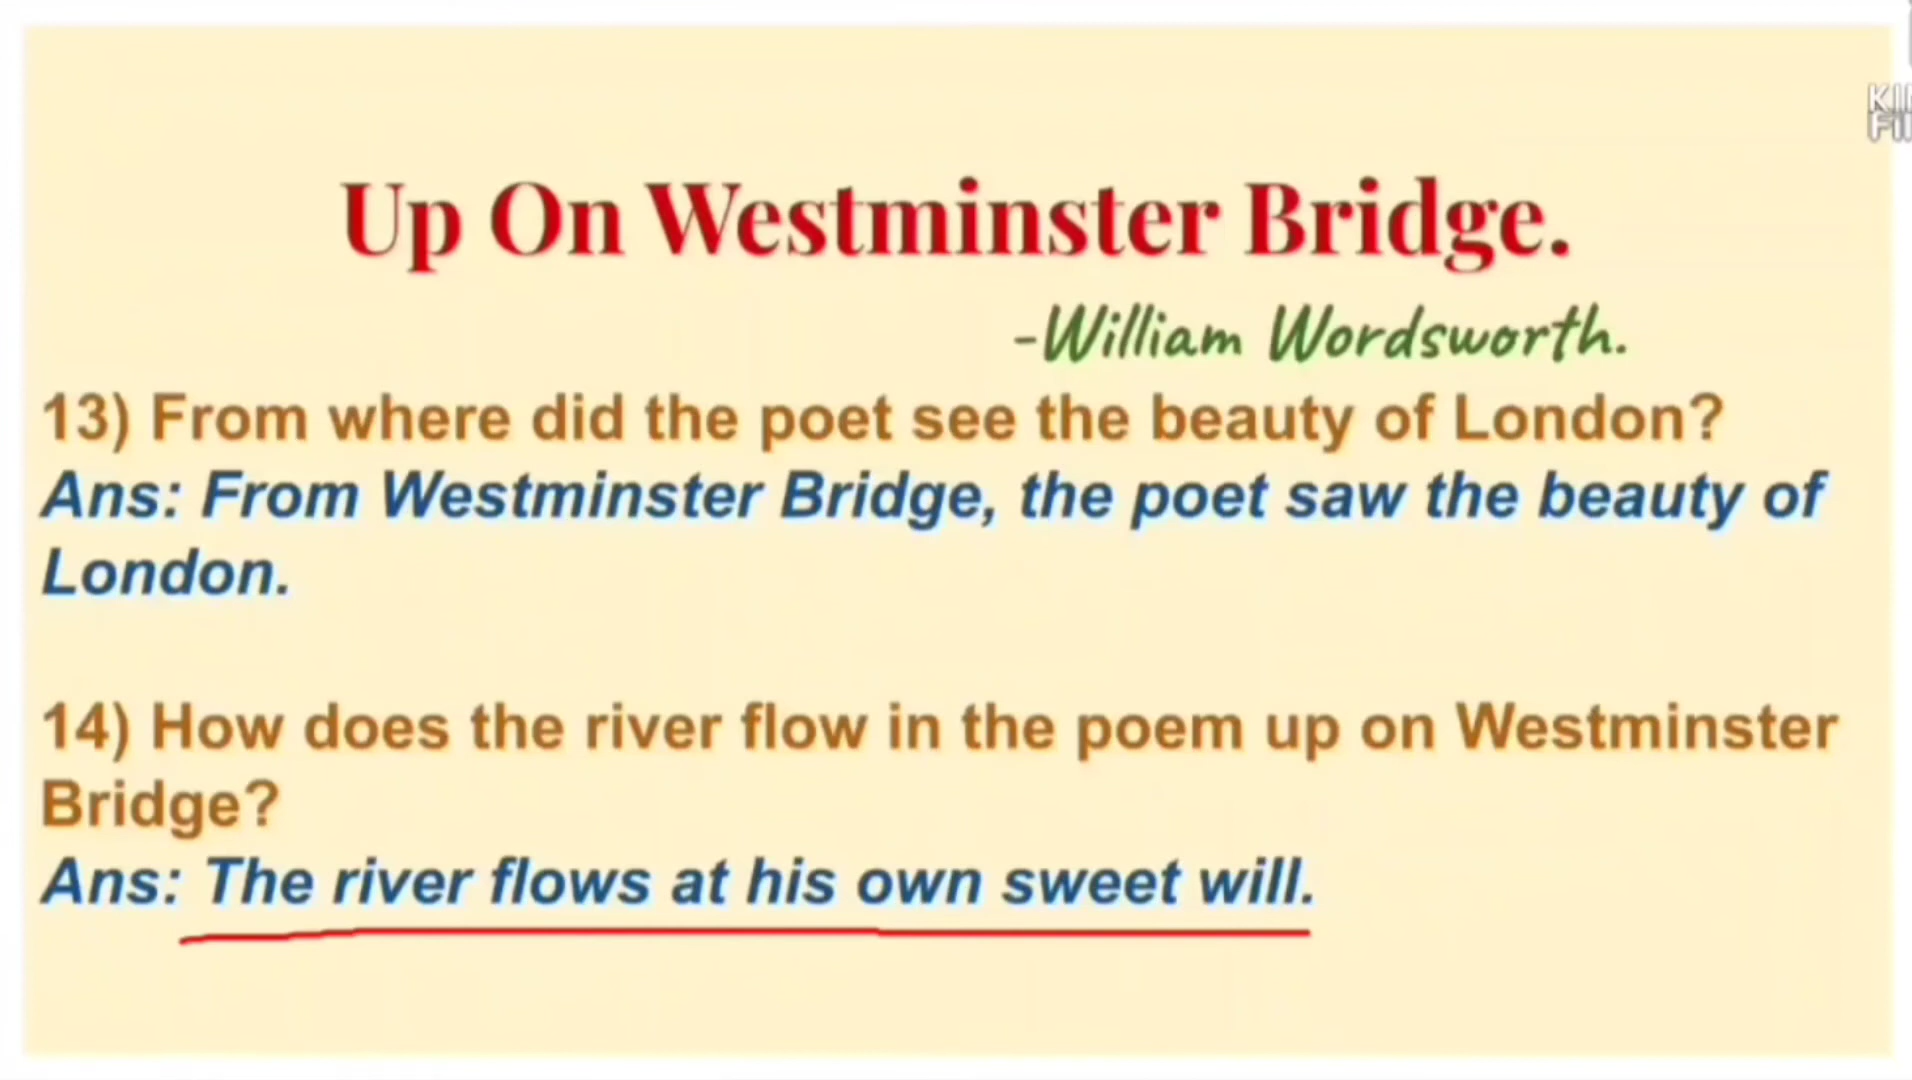 Up On Westminster Bridge.
-William Wordsworth.
13) From where did the poet see the beauty of London?
Ans: From Westminster Bridge, the poet saw the beauty of
London.
14) How does the river flow in the poem up on Westminster
Bridge?
Ans: The river flows at his own sweet will.